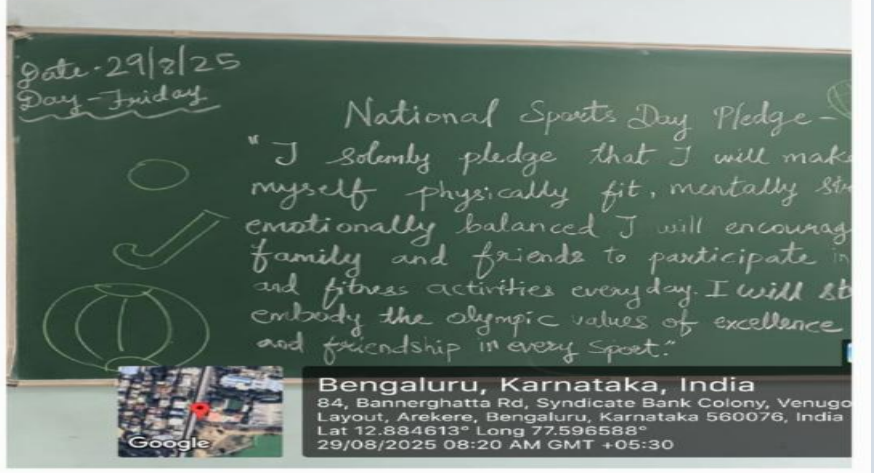 Date - 29/8/25
Day - Friday
National Sports Day Pledge -
"I solemnly pledge that I will make
myself physically fit, mentally
emotionally balanced I will encourag
family and friends to participate in
and fitness activities everyday. I will
embody the olympic values of excellence
and friendship in every sport."
Bengaluru, Karnataka, India
84, Bannerghatta Rd, Syndicate Bank Colony, Venugo
Layout, Arekere, Bengaluru, Karnataka 560076, India
Lat 12.884613° Long 77.596588°
29/08/2025 08:20 AM GMT +05:30
Google